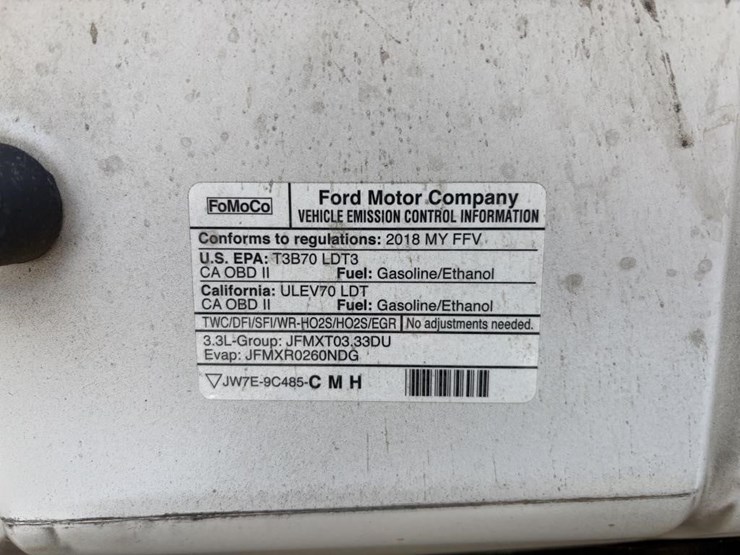 FoMoCo
Ford Motor Company
VEHICLE EMISSION CONTROL INFORMATION
Conforms to regulations: 2018 MY FFV
U.S. EPA: T3B70 LDT3
CA OBD II Fuel: Gasoline/Ethanol
California: ULEV70 LDT
CA OBD II Fuel: Gasoline/Ethanol
TWC/DFI/SFI/WR-HO2S/HO2S/EGR No adjustments needed.
3.3L-Group: JFMXT03.33DU
Evap: JFMXR0260NDG
▽JW7E-9C485-C M H